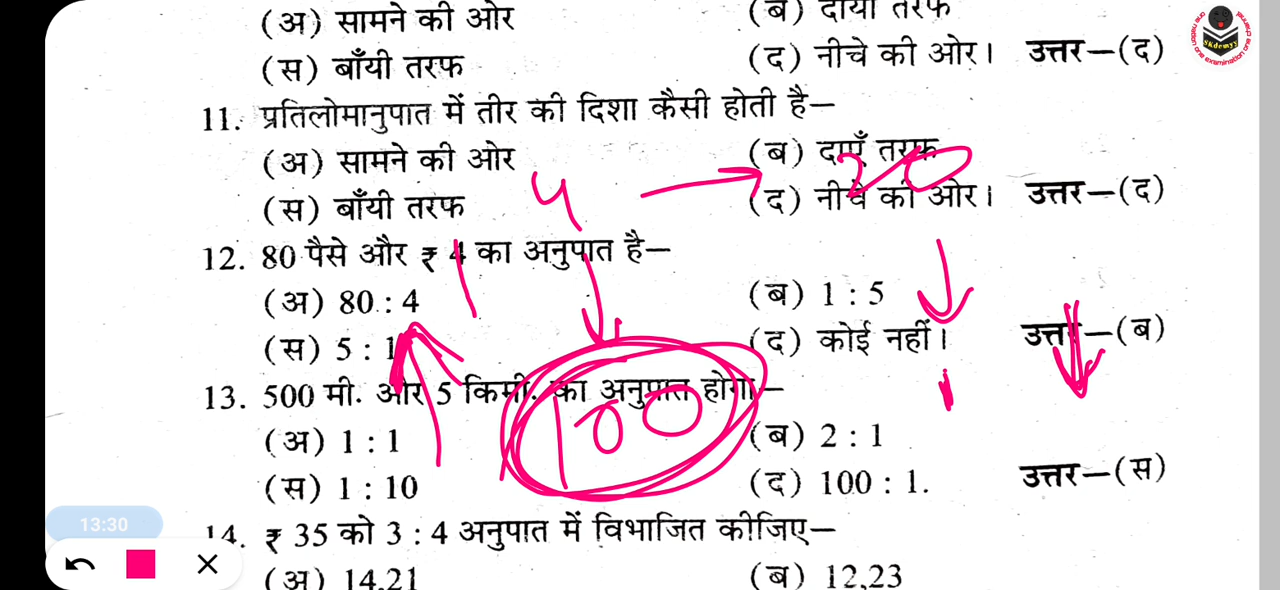 (अ) सामने की ओर (ब) दायी तरफ
(स) बाँयी तरफ (द) नीचे की ओर। उत्तर–(द)
11. प्रतिलोमानुपात में तीर की दिशा कैसी होती है–
(अ) सामने की ओर (ब) दाएँ तरफ
(स) बाँयी तरफ (द) नीचे की ओर। उत्तर–(द)
12. 80 पैसे और ₹ 4 का अनुपात है–
(अ) 80 : 4 (ब) 1 : 5
(स) 5 : 1 (द) कोई नहीं। उत्तर–(ब)
13. 500 मी. और 5 किमी. का अनुपात होगा–
(अ) 1 : 1 (ब) 2 : 1
(स) 1 : 10 (द) 100 : 1. उत्तर–(स)
14. ₹ 35 को 3 : 4 अनुपात में विभाजित कीजिए–
(अ) 14,21 (ब) 12,23
20
100
13:30
SKdemyy